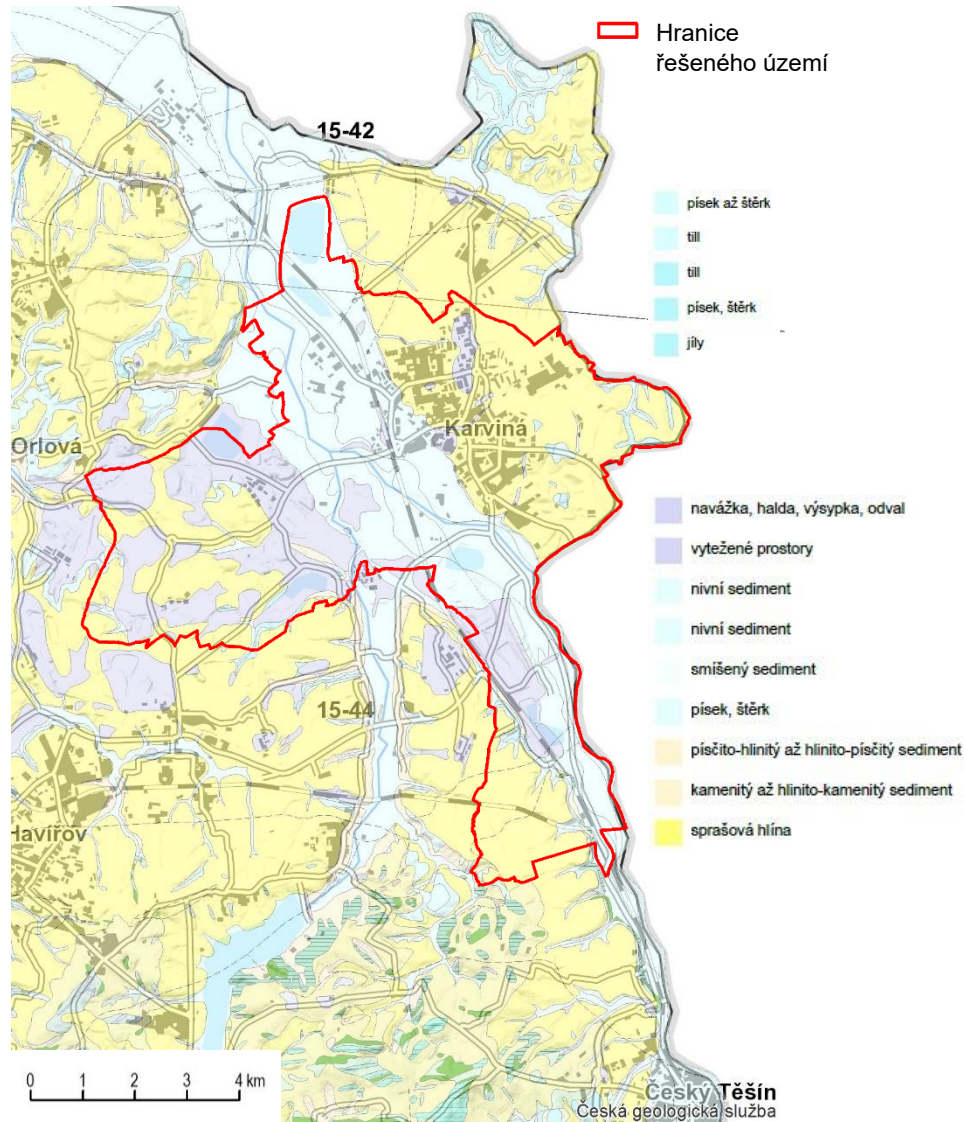 Hranice
řešeného území
15-42
písek až štěrk
till
till
písek, štěrk
jíly
Orlová
Karviná
navážka, halda, výsypka, odval
vytežené prostory
nivní sediment
nivní sediment
smíšený sediment
písek, štěrk
písčito-hlinitý až hlinito-písčitý sediment
kamenitý až hlinito-kamenitý sediment
sprašová hlína
15-44
Havířov
0 1 2 3 4 km
Český Těšín
Česká geologická služba